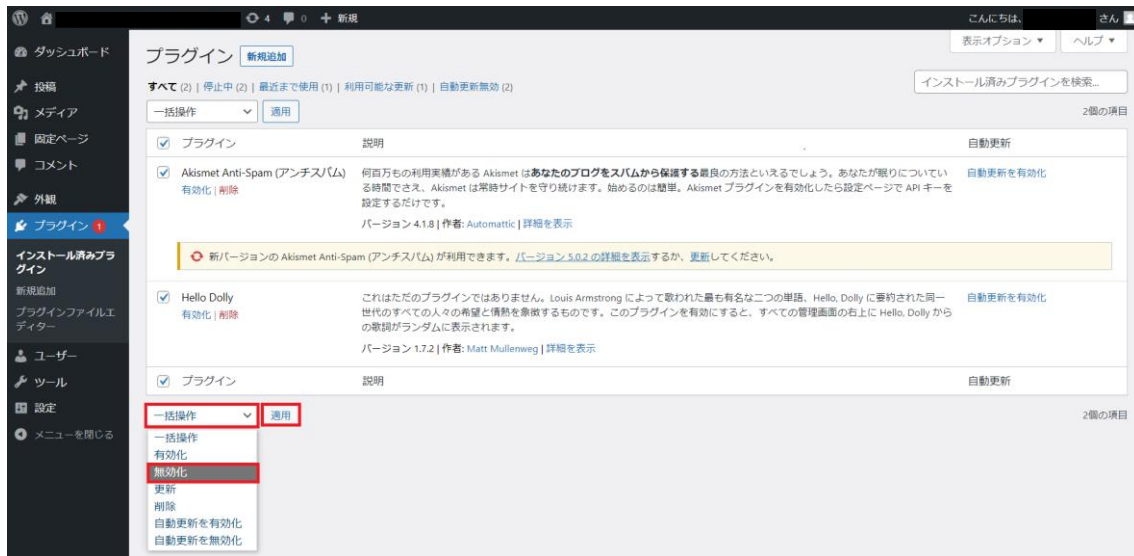 4 0 + 新規 こんにちは、 さん
表示オプション ▼ ヘルプ ▼
ダッシュボード
投稿
メディア
固定ページ
コメント
外観
プラグイン 1
インストール済みプラ
グイン
新規追加
プラグインファイルエ
ディター
ユーザー
ツール
設定
メニューを閉じる
プラグイン 新規追加
すべて (2) | 停止中 (2) | 最近まで使用 (1) | 利用可能な更新 (1) | 自動更新無効 (2)
インストール済みプラグインを検索...
一括操作 適用 2個の項目
プラグイン 説明 自動更新
Akismet Anti-Spam (アンチスパム)
有効化 | 削除
何百万もの利用実績がある Akismet はあなたのブログをスパムから保護する最良の方法といえるでしょう。あなたが眠りについてい
る時間でさえ、Akismet は常時サイトを守り続けます。始めるのは簡単。Akismet プラグインを有効化したら設定ページで API キーを
設定するだけです。
バージョン 4.1.8 | 作者: Automattic | 詳細を表示
自動更新を有効化
新バージョンの Akismet Anti-Spam (アンチスパム) が利用できます。バージョン 5.0.2 の詳細を表示するか、更新してください。
Hello Dolly
有効化 | 削除
これはただのプラグインではありません。Louis Armstrong によって歌われた最も有名な二つの単語、Hello, Dolly に要約された同一
世代のすべての人々の希望と情熱を象徴するものです。このプラグインを有効にすると、すべての管理画面の右上に Hello, Dolly から
の歌詞がランダムに表示されます。
バージョン 1.7.2 | 作者: Matt Mullenweg | 詳細を表示
自動更新を有効化
プラグイン 説明 自動更新
一括操作 適用 2個の項目
一括操作
有効化
無効化
更新
削除
自動更新を有効化
自動更新を無効化